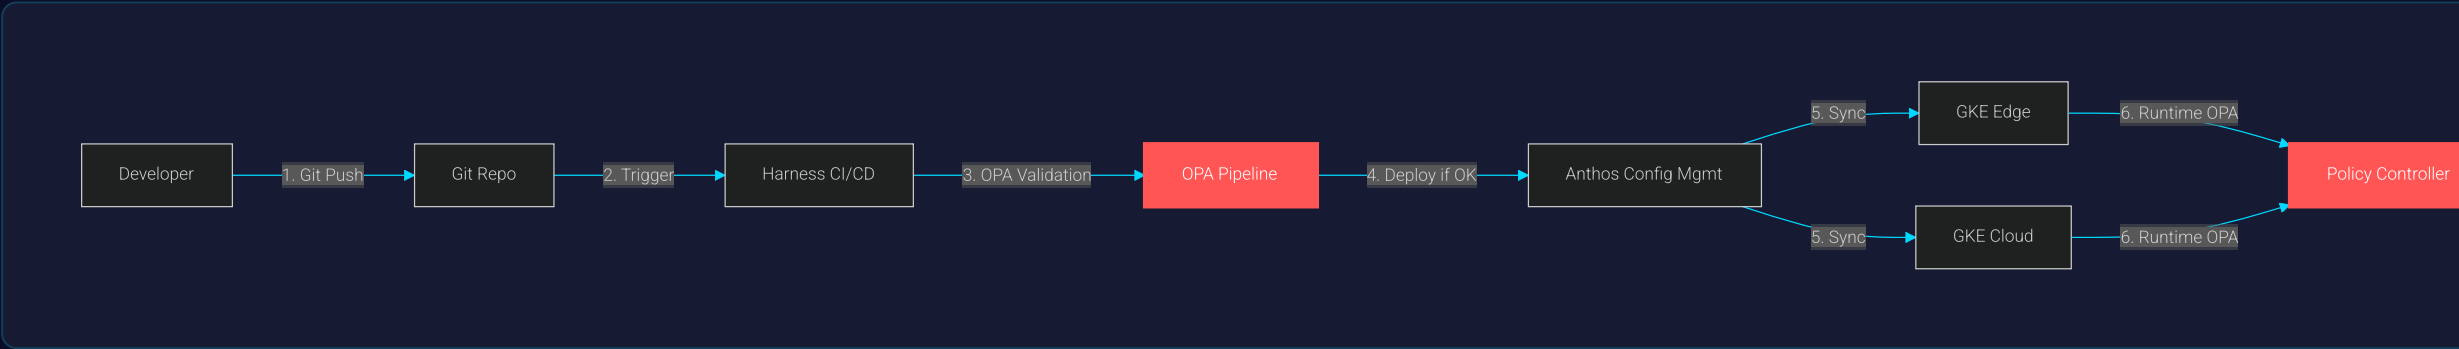 Developer
1. Git Push
Git Repo
2. Trigger
Harness CI/CD
3. OPA Validation
OPA Pipeline
4. Deploy if OK
Anthos Config Mgmt
5. Sync
GKE Edge
6. Runtime OPA
5. Sync
GKE Cloud
6. Runtime OPA
Policy Controller